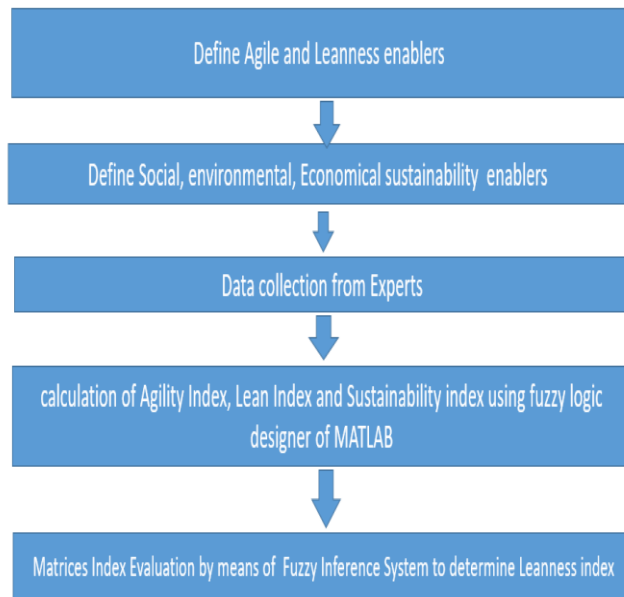 Define Agile and Leanness enablers
Define Social, environmental, Economical sustainability enablers
Data collection from Experts
calculation of Agility Index, Lean Index and Sustainability index using fuzzy logic
designer of MATLAB
Matrices Index Evaluation by means of Fuzzy Inference System to determine Leanness index